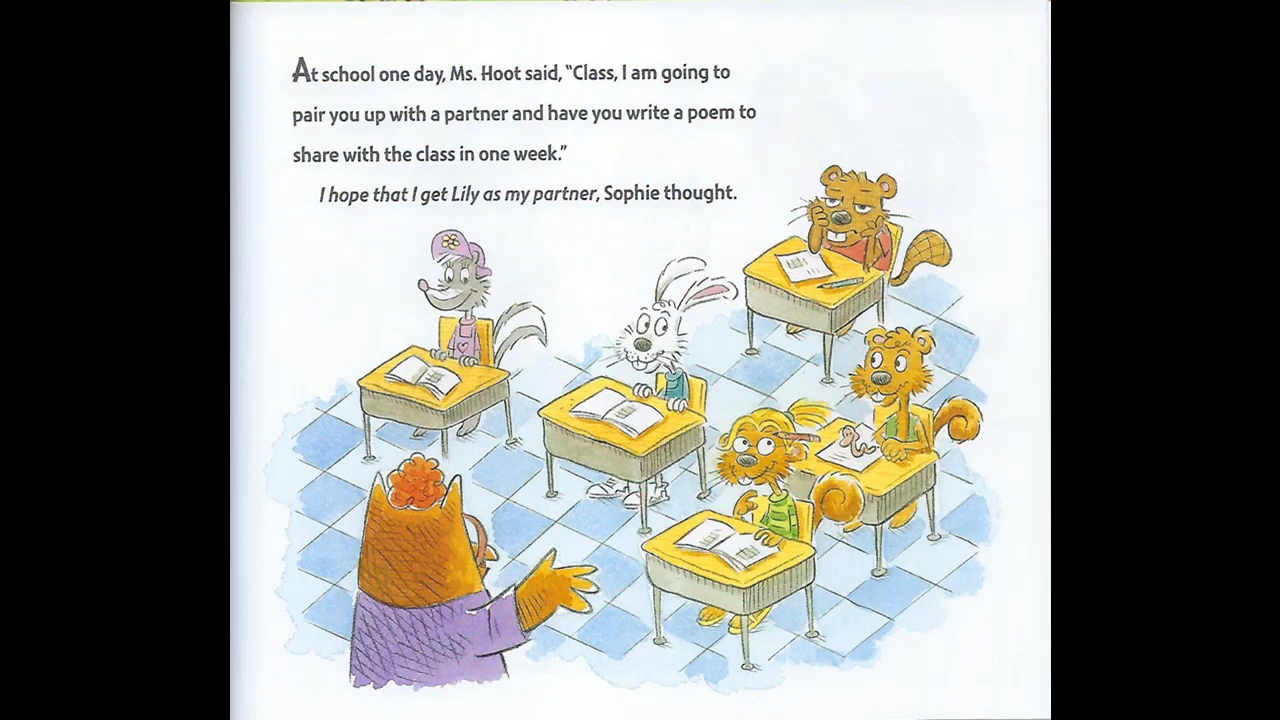 At school one day, Ms. Hoot said, “Class, I am going to
pair you up with a partner and have you write a poem to
share with the class in one week.”
I hope that I get Lily as my partner, Sophie thought.